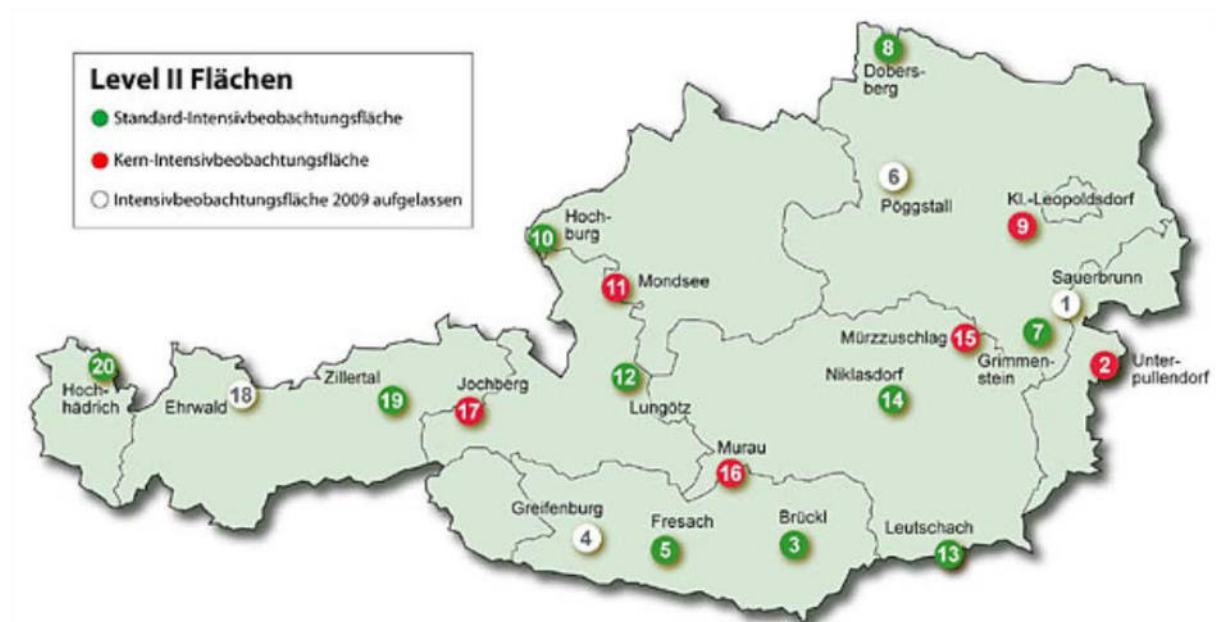 Level II Flächen
Standard-Intensivbeobachtungsfläche
Kern-Intensivbeobachtungsfläche
Intensivbeobachtungsfläche 2009 aufgelassen
8
Dobers-
berg
6
Pöggstall
Kl.-Leopoldsdorf
9
Hoch-
burg
10
11
Mondsee
Sauerbrunn
1
7
Grimmen-
stein
Mürzzuschlag
15
2
Unter-
pullendorf
20
Hoch-
hädrich
Ehrwald
18
Zillertal
19
Jochberg
17
12
Lungötz
Niklasdorf
14
Murau
16
Greifenburg
4
Fresach
5
Brückl
3
Leutschach
13